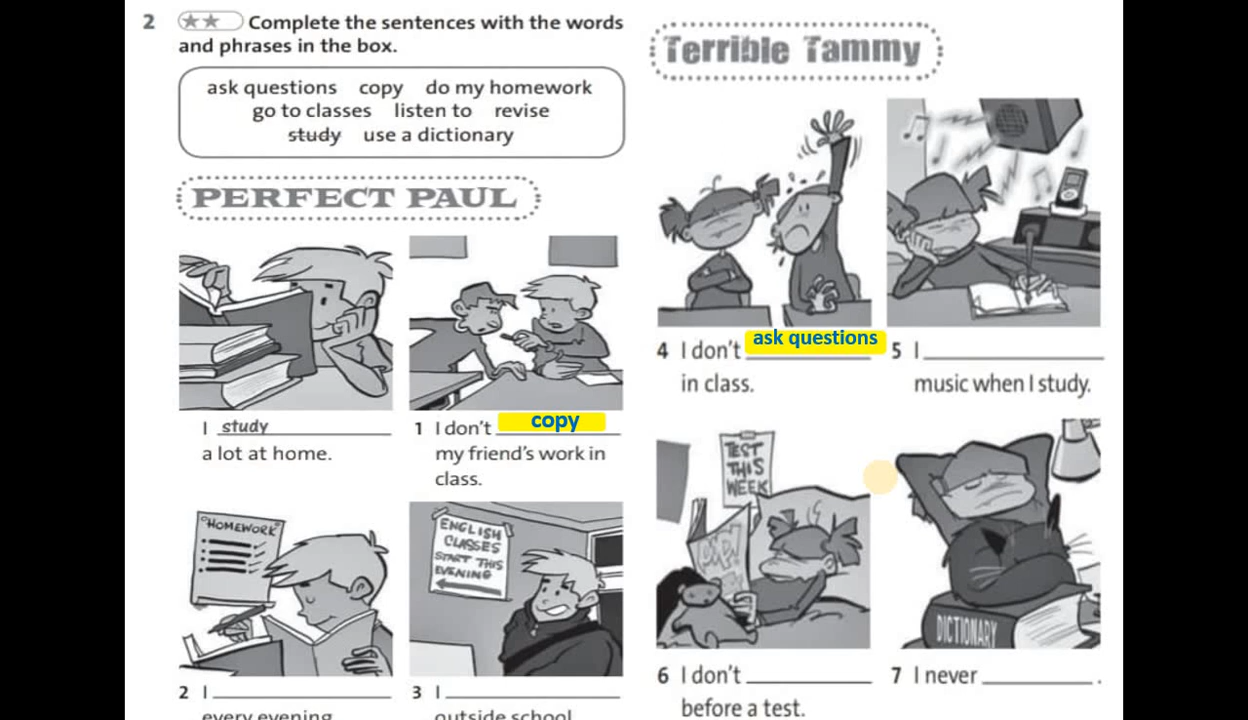 2 ★★ Complete the sentences with the words
and phrases in the box.
ask questions copy do my homework
go to classes listen to revise
study use a dictionary
PERFECT PAUL
I study
a lot at home.
1 I don't copy
my friend's work in
class.
"HOMEWORK"
2 I
every evening
ENGLISH
CLASSES
START THIS
EVENING
3 I
outside school
Terrible Tammy
4 I don't ask questions
in class.
5 I
music when I study.
TEST
THIS
WEEK
POP!
6 I don't
before a test.
DICTIONARY
7 I never .